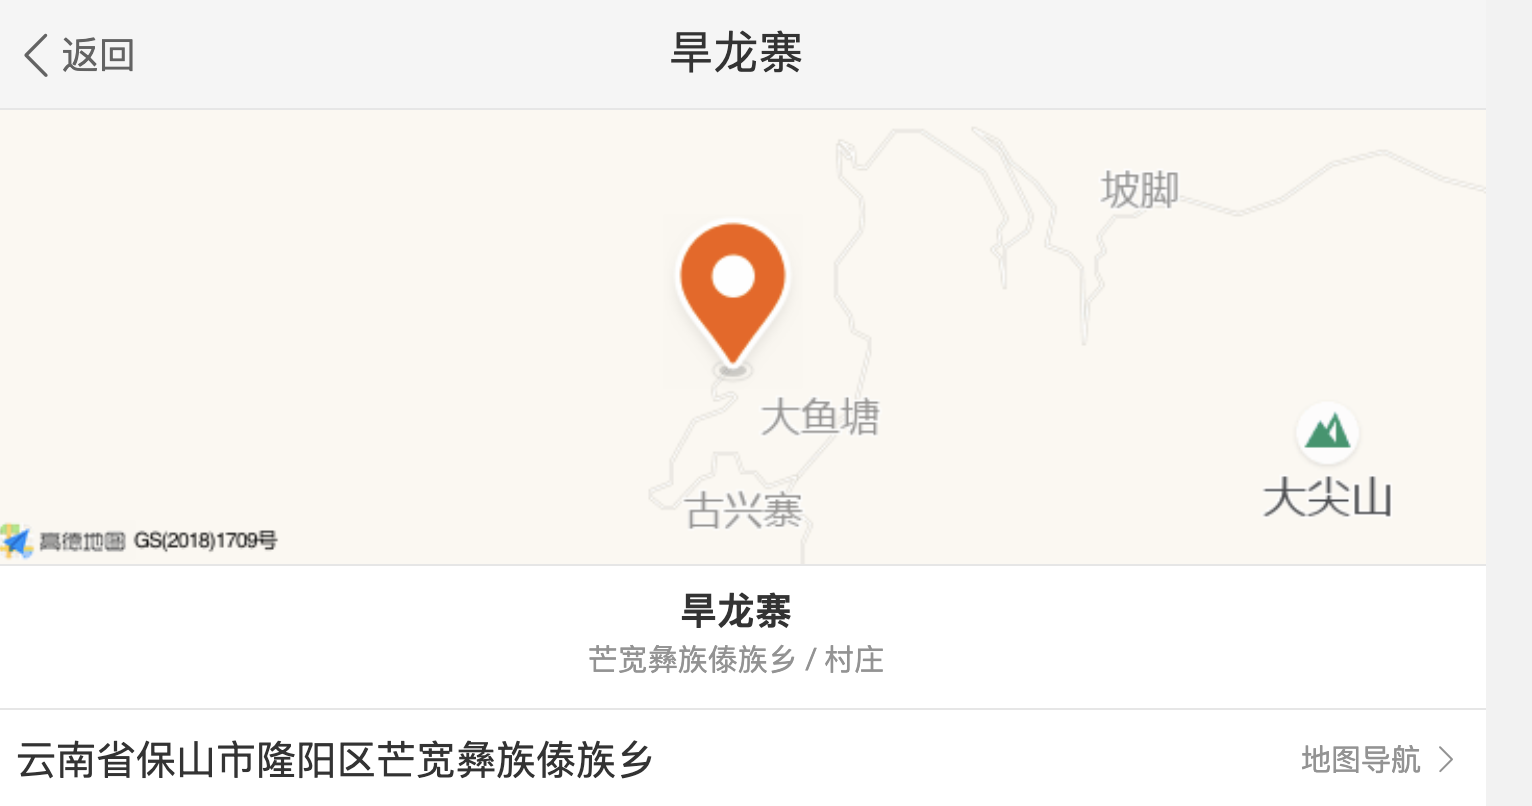 返回
旱龙寨
坡脚
大鱼塘
大尖山
古兴寨
高德地图 GS(2018)1709号
旱龙寨
芒宽彝族傣族乡 / 村庄
云南省保山市隆阳区芒宽彝族傣族乡
地图导航